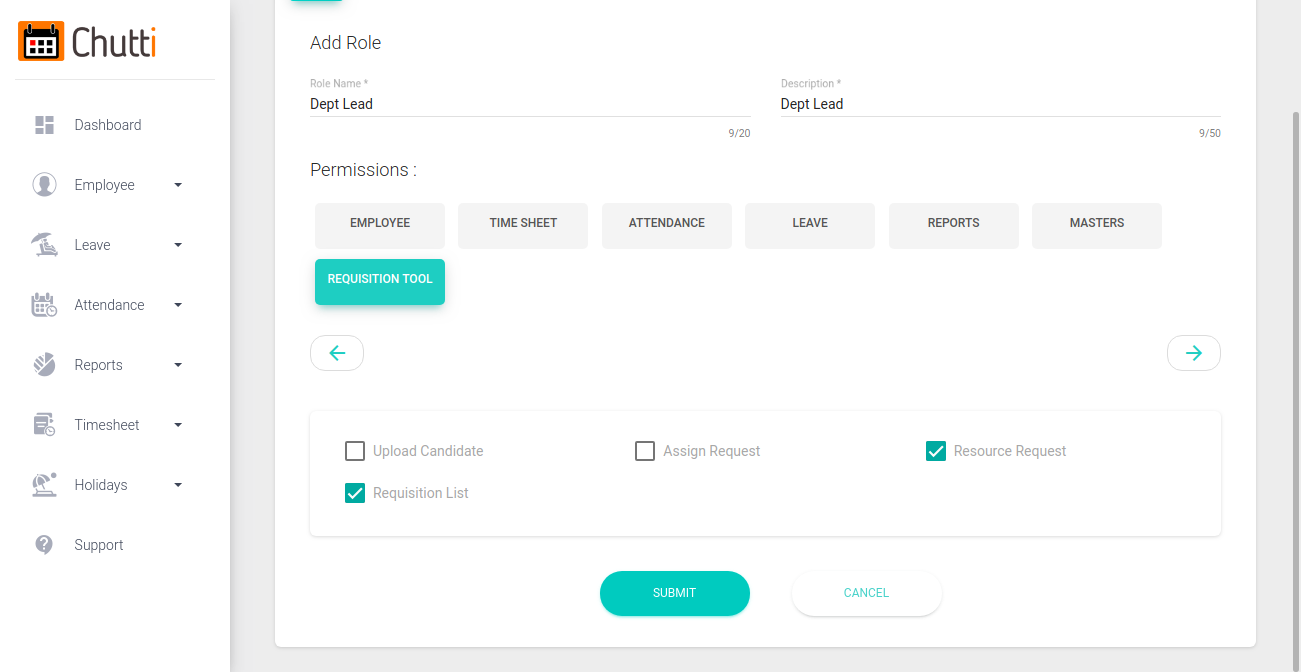 Chutti
Dashboard
Employee
Leave
Attendance
Reports
Timesheet
Holidays
Support
Add Role
Role Name *
Dept Lead
9/20
Description *
Dept Lead
9/50
Permissions :
EMPLOYEE
TIME SHEET
ATTENDANCE
LEAVE
REPORTS
MASTERS
REQUISITION TOOL
Upload Candidate
Assign Request
Resource Request
Requisition List
SUBMIT
CANCEL